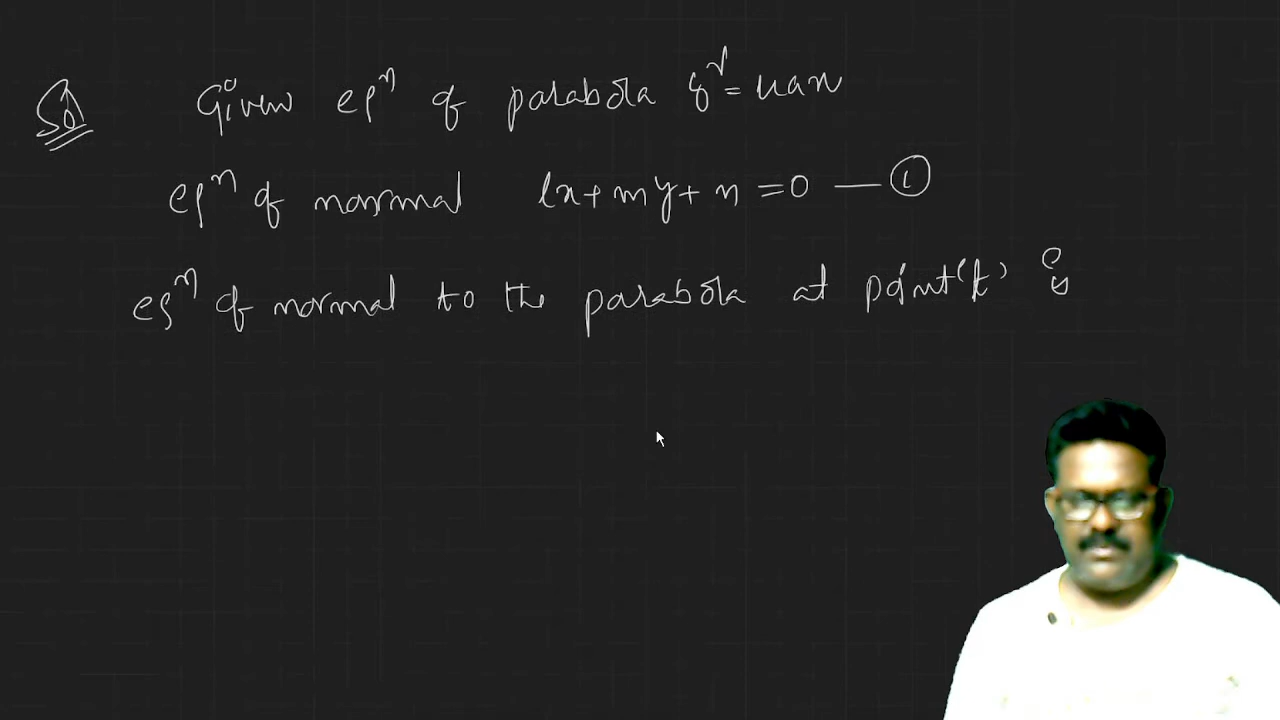 Sol Given eqⁿ of parabola y² = 4ax
eqⁿ of normal lx + my + n = 0 — ①
eqⁿ of normal to the parabola at point 't' is